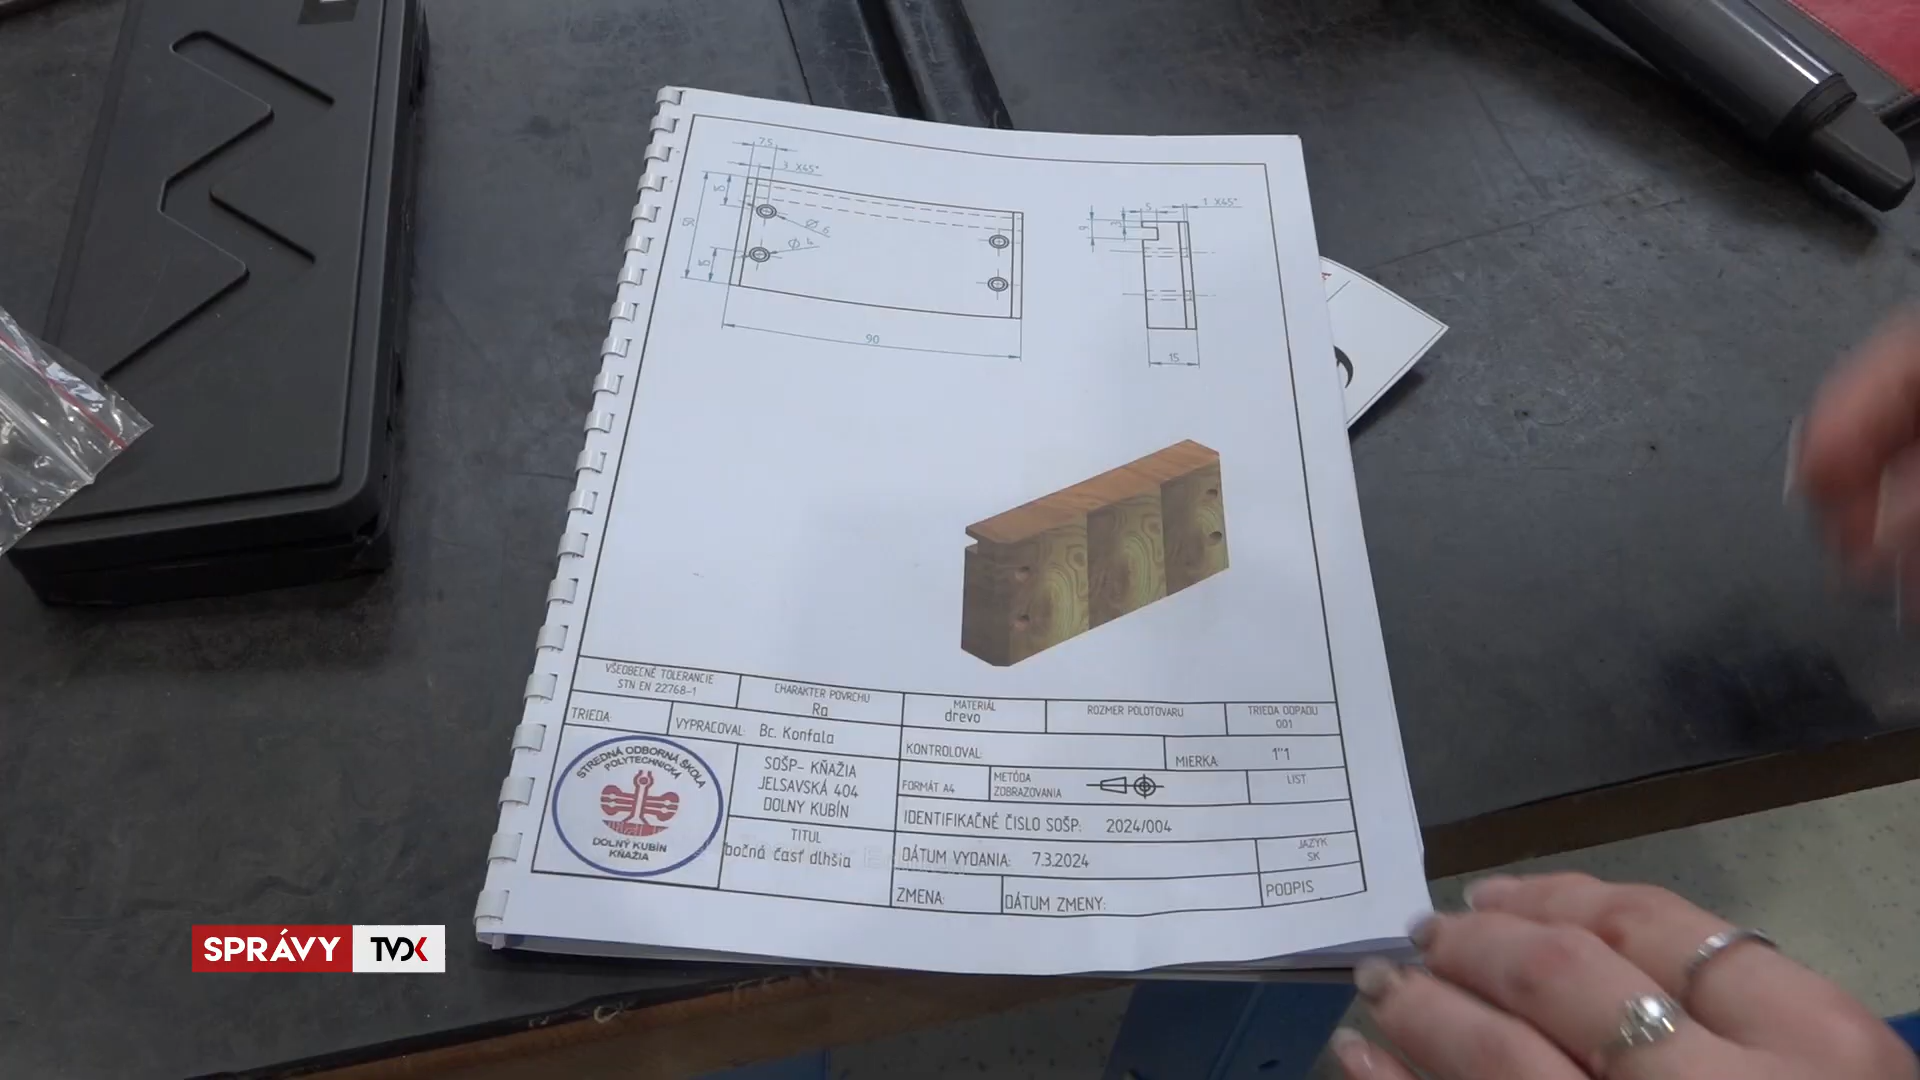 7.5
3 X45°
15
50
15
Ø 6
Ø 4
90
5
1 X45°
9
3
15
VŠEOBECNÉ TOLERANCIE
STN EN 22768-1
CHARAKTER POVRCHU
Ra
MATERIÁL
drevo
ROZMER POLOTOVARU
TRIEDA ODPADU
001
TRIEDA:
VYPRACOVAL: Bc. Konfala
KONTROLOVAL:
MIERKA: 1"1
STREDNÁ ODBORNÁ ŠKOLA
POLYTECHNICKÁ
DOLNÝ KUBÍN
KŇAŽIA
SOŠP- KŇAŽIA
JELSAVSKÁ 404
DOLNY KUBÍN
FORMÁT A4
METÓDA
ZOBRAZOVANIA
LIST
IDENTIFIKAČNÉ ČISLO SOŠP: 2024/004
TITUL
bočná časť dlhšia
DÁTUM VYDANIA: 7.3.2024
JAZYK
SK
ZMENA:
DÁTUM ZMENY:
PODPIS
SPRÁVY TVDK